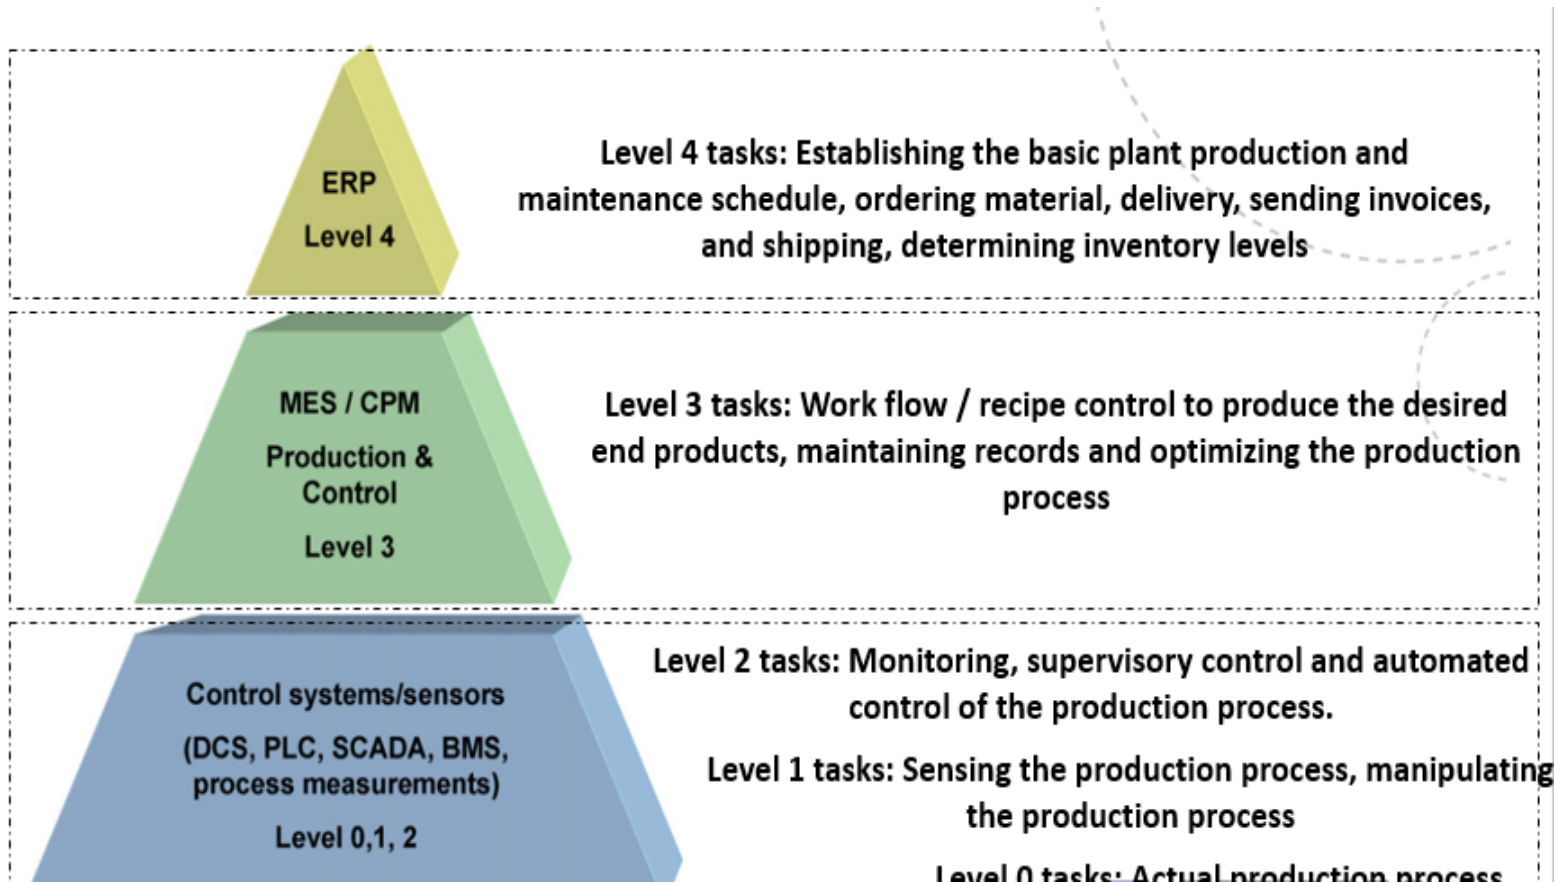 ERP
Level 4
Level 4 tasks: Establishing the basic plant production and
maintenance schedule, ordering material, delivery, sending invoices,
and shipping, determining inventory levels
MES / CPM
Production &
Control
Level 3
Level 3 tasks: Work flow / recipe control to produce the desired
end products, maintaining records and optimizing the production
process
Control systems/sensors
(DCS, PLC, SCADA, BMS,
process measurements)
Level 0,1, 2
Level 2 tasks: Monitoring, supervisory control and automated
control of the production process.
Level 1 tasks: Sensing the production process, manipulating
the production process
Level 0 tasks: Actual production process